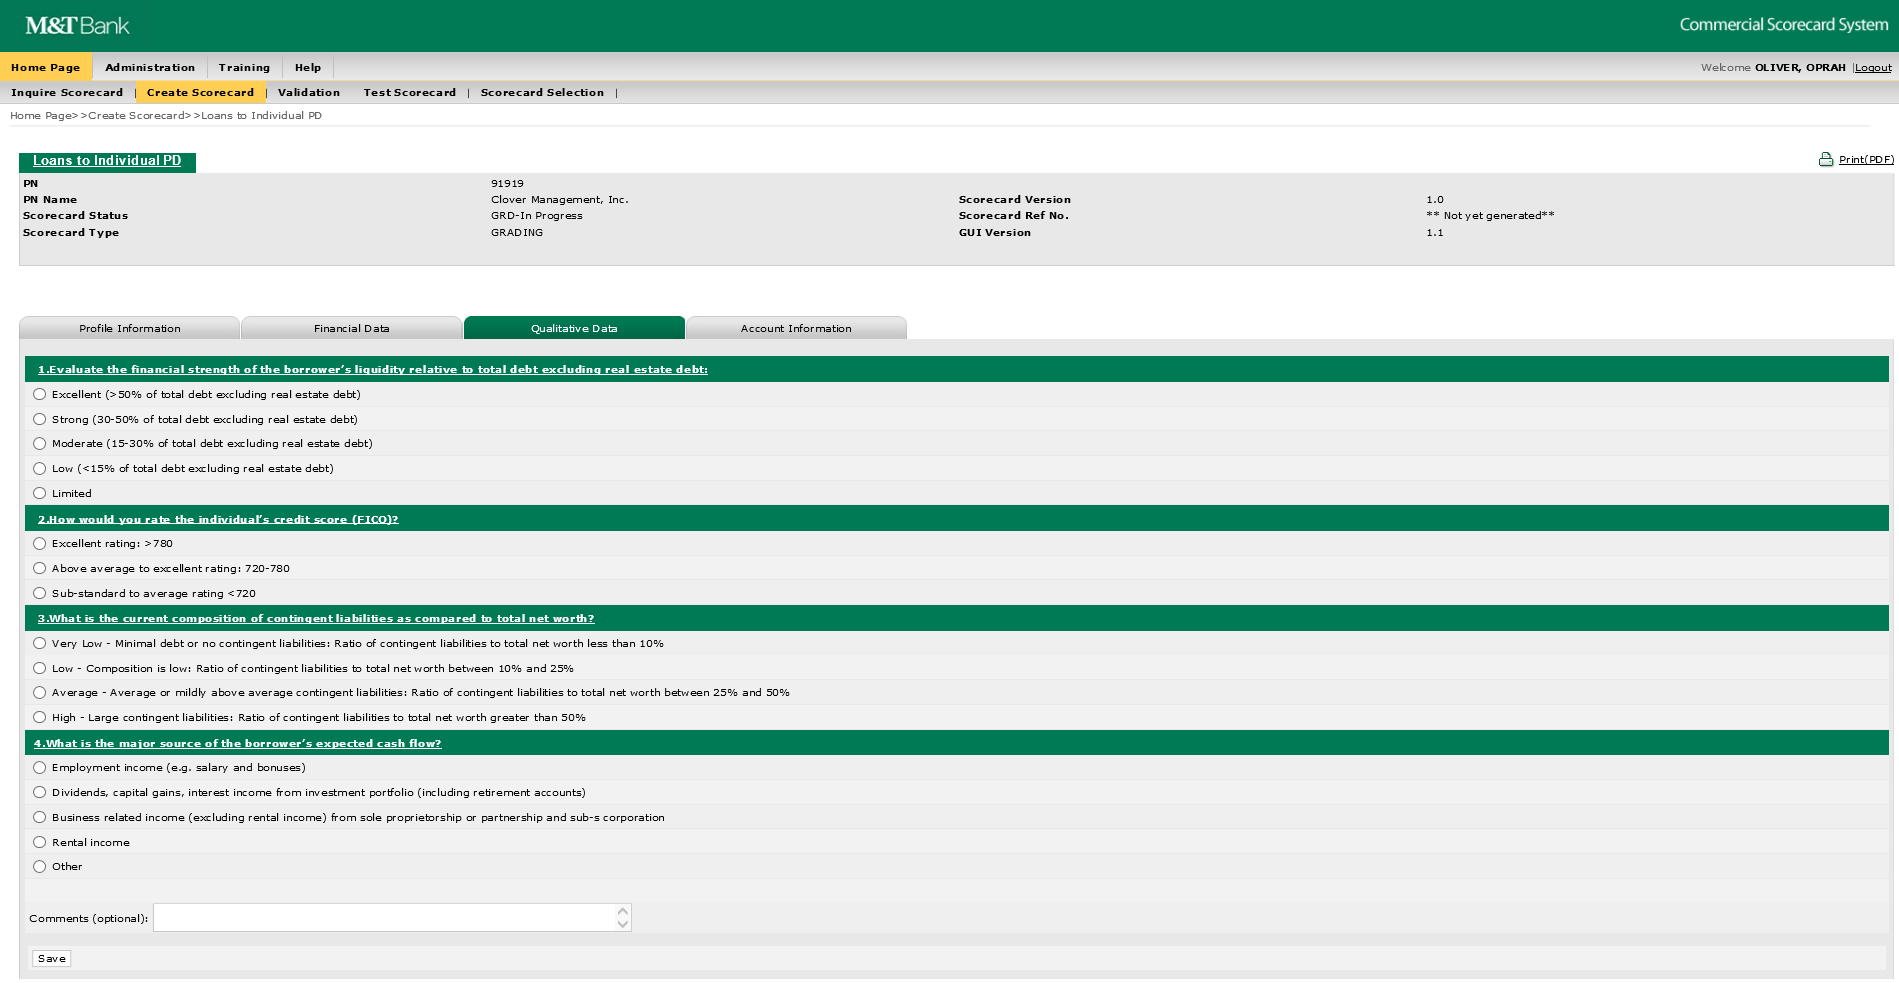 M&T Bank
Commercial Scorecard System
Home Page Administration Training Help
Welcome OLIVER, OPRAH |Logout
Inquire Scorecard | Create Scorecard | Validation Test Scorecard | Scorecard Selection |
Home Page>>Create Scorecard>>Loans to Individual PD
Loans to Individual PD
Print(PDF)
PN 91919
PN Name Clover Management, Inc. Scorecard Version 1.0
Scorecard Status GRD-In Progress Scorecard Ref No. ** Not yet generated**
Scorecard Type GRADING GUI Version 1.1
Profile Information Financial Data Qualitative Data Account Information
1.Evaluate the financial strength of the borrower's liquidity relative to total debt excluding real estate debt:
Excellent (>50% of total debt excluding real estate debt)
Strong (30-50% of total debt excluding real estate debt)
Moderate (15-30% of total debt excluding real estate debt)
Low (<15% of total debt excluding real estate debt)
Limited
2.How would you rate the individual's credit score (FICO)?
Excellent rating: >780
Above average to excellent rating: 720-780
Sub-standard to average rating <720
3.What is the current composition of contingent liabilities as compared to total net worth?
Very Low - Minimal debt or no contingent liabilities: Ratio of contingent liabilities to total net worth less than 10%
Low - Composition is low: Ratio of contingent liabilities to total net worth between 10% and 25%
Average - Average or mildly above average contingent liabilities: Ratio of contingent liabilities to total net worth between 25% and 50%
High - Large contingent liabilities: Ratio of contingent liabilities to total net worth greater than 50%
4.What is the major source of the borrower's expected cash flow?
Employment income (e.g. salary and bonuses)
Dividends, capital gains, interest income from investment portfolio (including retirement accounts)
Business related income (excluding rental income) from sole proprietorship or partnership and sub-s corporation
Rental income
Other
Comments (optional):
Save